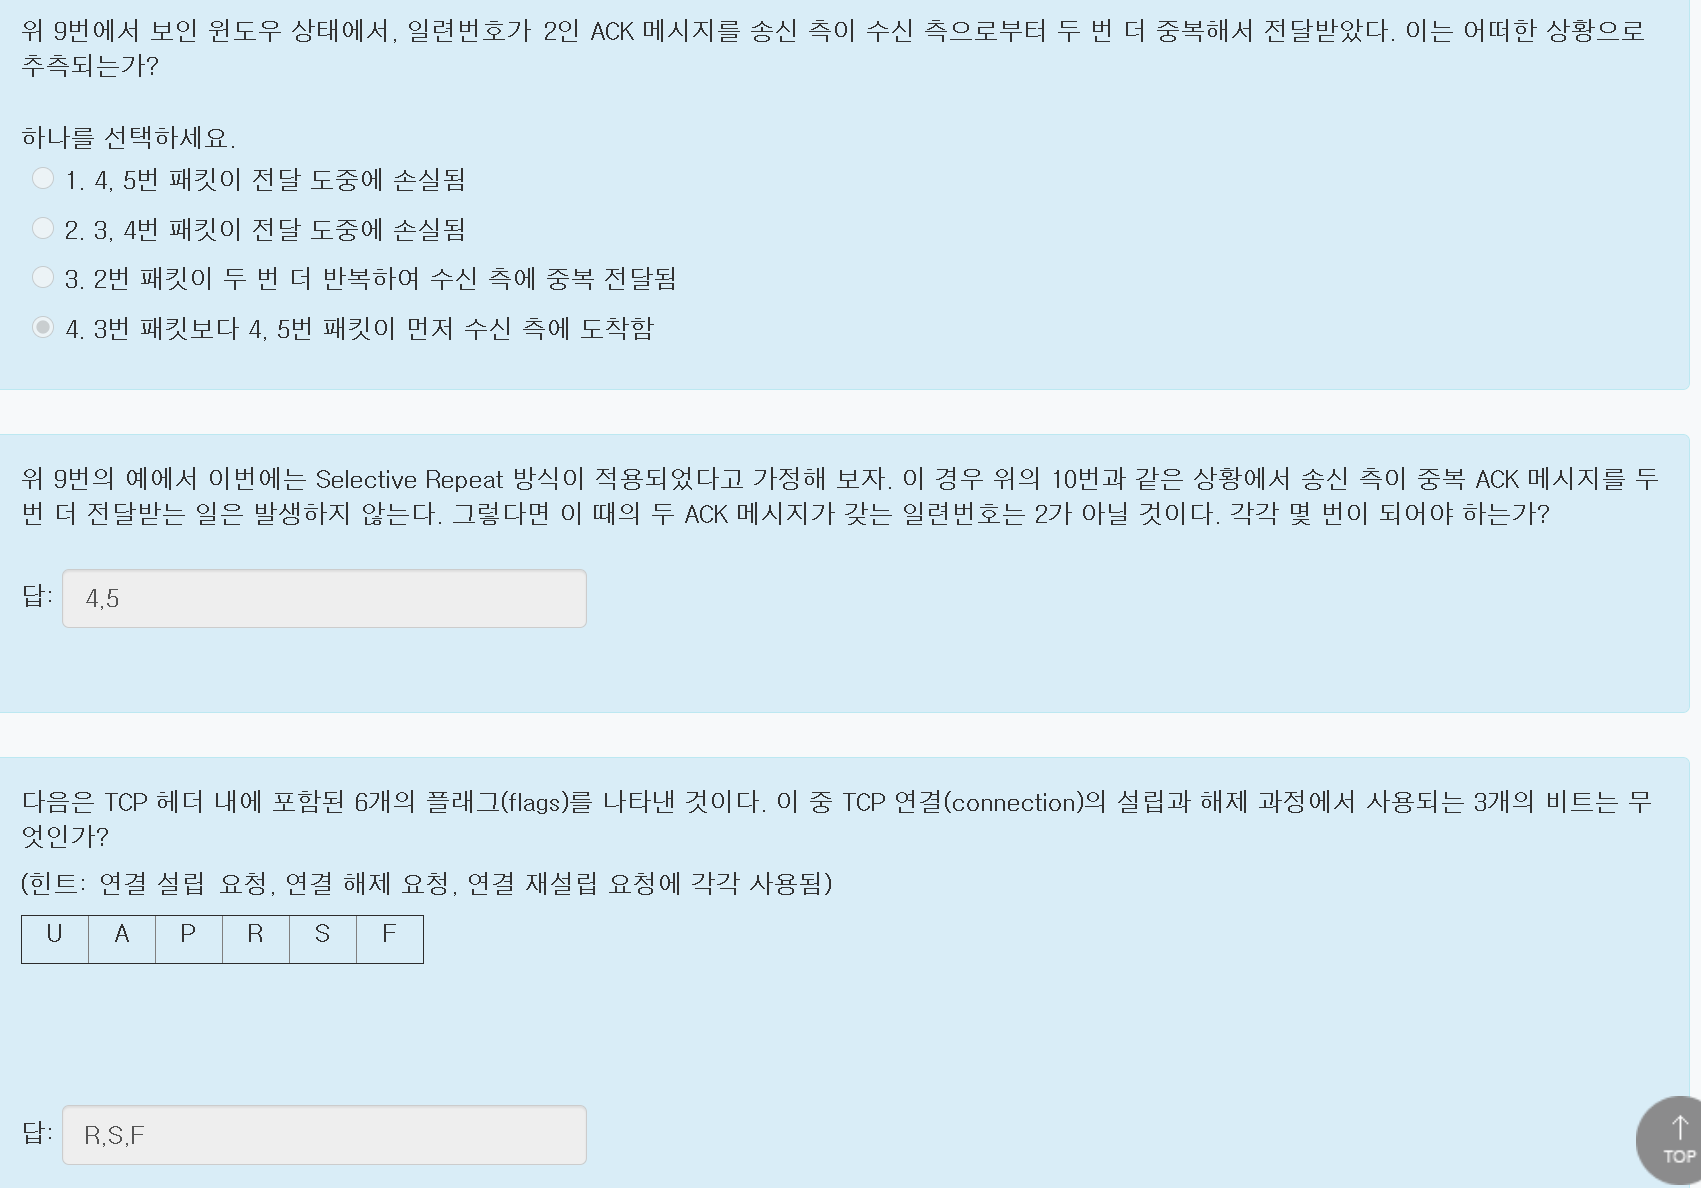 위 9번에서 보인 윈도우 상태에서, 일련번호가 2인 ACK 메시지를 송신 측이 수신 측으로부터 두 번 더 중복해서 전달받았다. 이는 어떠한 상황으로
추측되는가?
하나를 선택하세요.
1. 4, 5번 패킷이 전달 도중에 손실됨
2. 3, 4번 패킷이 전달 도중에 손실됨
3. 2번 패킷이 두 번 더 반복하여 수신 측에 중복 전달됨
4. 3번 패킷보다 4, 5번 패킷이 먼저 수신 측에 도착함
위 9번의 예에서 이번에는 Selective Repeat 방식이 적용되었다고 가정해 보자. 이 경우 위의 10번과 같은 상황에서 송신 측이 중복 ACK 메시지를 두
번 더 전달받는 일은 발생하지 않는다. 그렇다면 이 때의 두 ACK 메시지가 갖는 일련번호는 2가 아닐 것이다. 각각 몇 번이 되어야 하는가?
답: 4,5
다음은 TCP 헤더 내에 포함된 6개의 플래그(flags)를 나타낸 것이다. 이 중 TCP 연결(connection)의 설립과 해제 과정에서 사용되는 3개의 비트는 무
엇인가?
(힌트: 연결 설립 요청, 연결 해제 요청, 연결 재설립 요청에 각각 사용됨)
U A P R S F
답: R,S,F
TOP